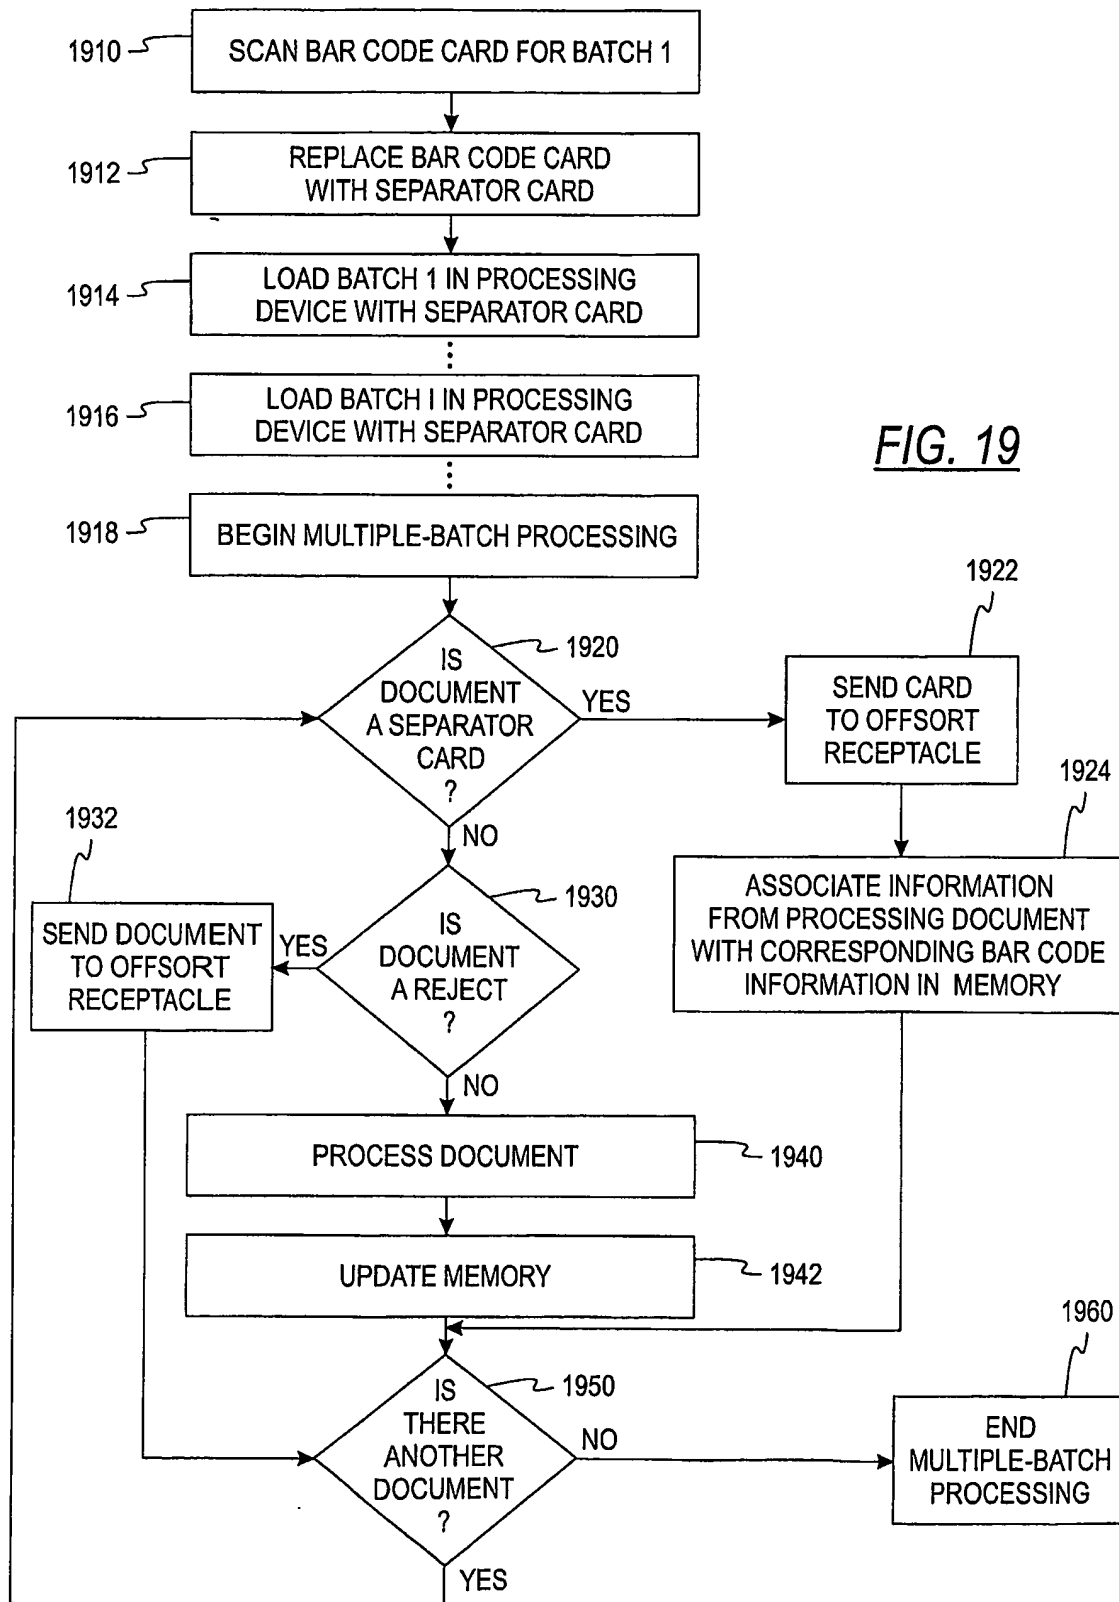 1910
SCAN BAR CODE CARD FOR BATCH 1
1912
REPLACE BAR CODE CARD
WITH SEPARATOR CARD
1914
LOAD BATCH 1 IN PROCESSING
DEVICE WITH SEPARATOR CARD
1916
LOAD BATCH I IN PROCESSING
DEVICE WITH SEPARATOR CARD
FIG. 19
1918
BEGIN MULTIPLE-BATCH PROCESSING
1920
IS
DOCUMENT
A SEPARATOR
CARD
?
YES
1922
SEND CARD
TO OFFSORT
RECEPTACLE
1924
ASSOCIATE INFORMATION
FROM PROCESSING DOCUMENT
WITH CORRESPONDING BAR CODE
INFORMATION IN MEMORY
NO
1930
IS
DOCUMENT
A REJECT
?
YES
1932
SEND DOCUMENT
TO OFFSORT
RECEPTACLE
NO
PROCESS DOCUMENT
1940
UPDATE MEMORY
1942
1950
IS
THERE
ANOTHER
DOCUMENT
?
NO
1960
END
MULTIPLE-BATCH
PROCESSING
YES